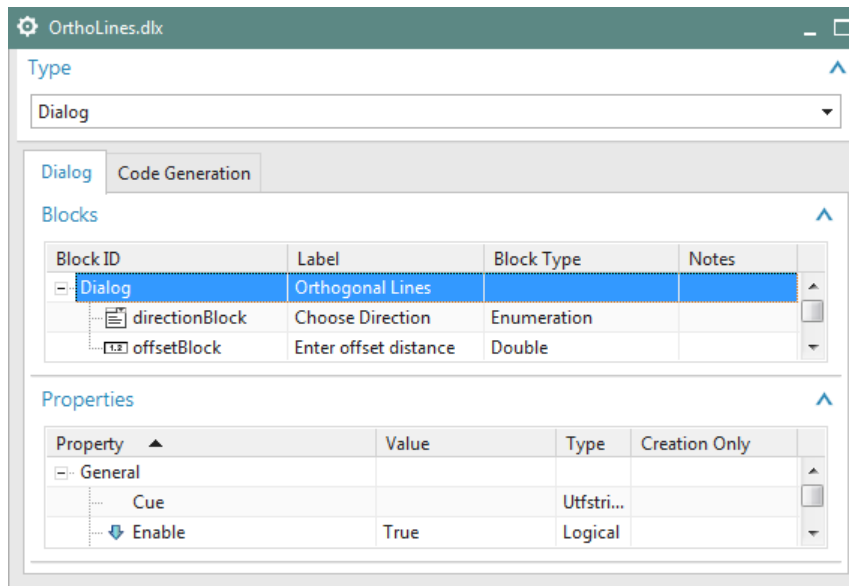 OrthoLines.dlx
Type
Dialog
Dialog Code Generation
Blocks
Block ID Label Block Type Notes
Dialog Orthogonal Lines
directionBlock Choose Direction Enumeration
1.2 offsetBlock Enter offset distance Double
Properties
Property Value Type Creation Only
General
Cue Utfstri...
Enable True Logical